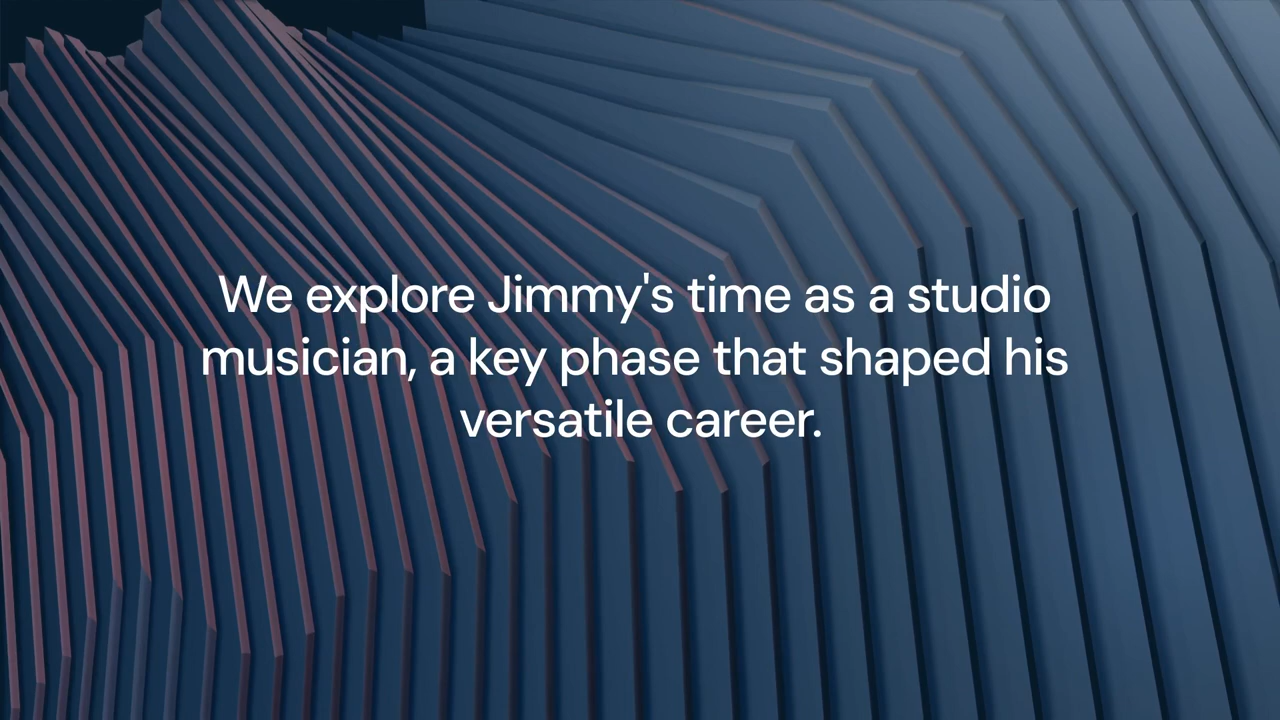 We explore Jimmy's time as a studio
musician, a key phase that shaped his
versatile career.